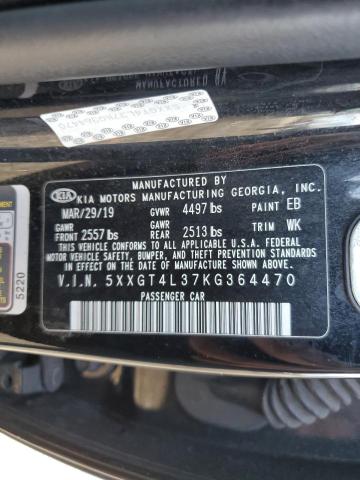 MANUFACTURED BY
KIA KIA MOTORS MANUFACTURING GEORGIA, INC.
MAR/29/19 GVWR 4497 lbs PAINT EB
GAWR FRONT 2557 lbs GAWR REAR 2513 lbs TRIM WK
THIS VEHICLE CONFORMS TO ALL APPLICABLE U.S.A. FEDERAL
MOTOR VEHICLE SAFETY, BUMPER, AND THEFT PREVENTION STANDARDS
IN EFFECT ON THE DATE OF MANUFACTURE SHOWN ABOVE.
V.I.N. 5XXGT4L37KG364470
PASSENGER CAR
5220